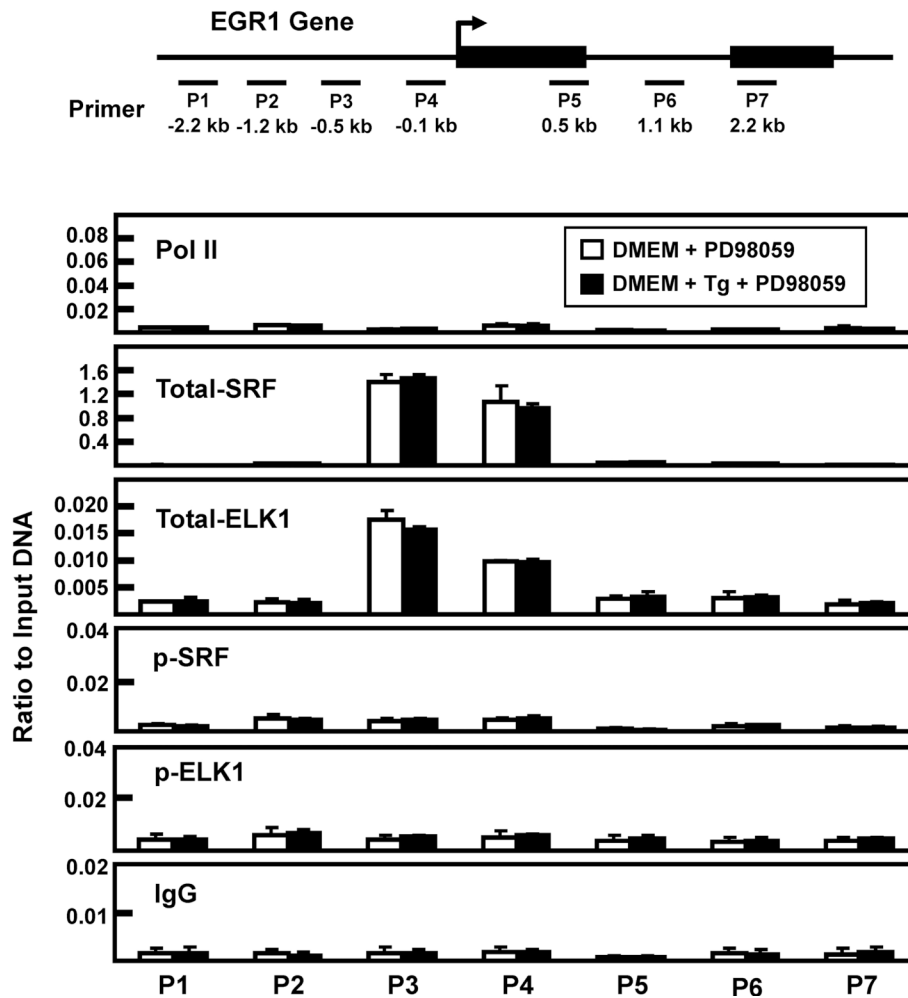 EGR1 Gene
Primer
P1 P2 P3 P4 P5 P6 P7
-2.2 kb -1.2 kb -0.5 kb -0.1 kb 0.5 kb 1.1 kb 2.2 kb
Ratio to Input DNA
Pol II
0.08
0.06
0.04
0.02
DMEM + PD98059
DMEM + Tg + PD98059
Total-SRF
1.6
1.2
0.8
0.4
Total-ELK1
0.020
0.015
0.010
0.005
p-SRF
0.04
0.02
p-ELK1
0.04
0.02
IgG
0.02
0.01
P1 P2 P3 P4 P5 P6 P7